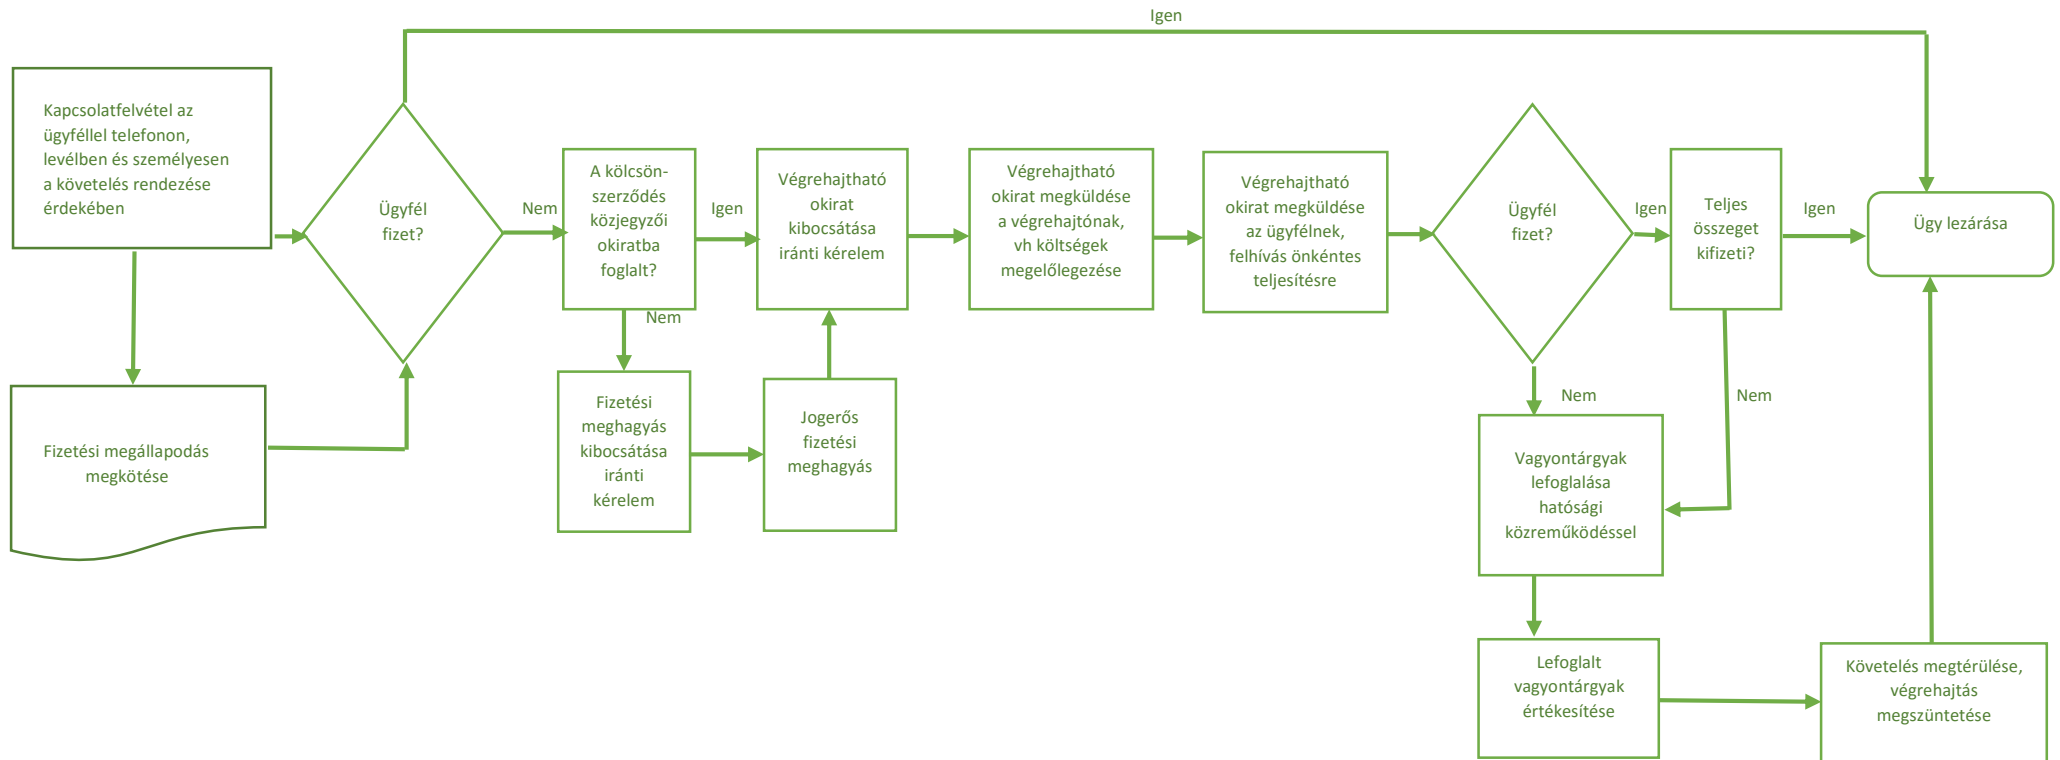 Igen
Kapcsolatfelvétel az
ügyféllel telefonon,
levélben és személyesen
a követelés rendezése
érdekében
Ügyfél
fizet?
Nem
A kölcsön-
szerződés
közjegyzői
okiratba
foglalt?
Igen
Végrehajtható
okirat
kibocsátása
iránti kérelem
Végrehajtható
okirat megküldése
a végrehajtónak,
vh költségek
megelőlegezése
Végrehajtható
okirat megküldése
az ügyfélnek,
felhívás önkéntes
teljesítésre
Ügyfél
fizet?
Igen
Teljes
összeget
kifizeti?
Igen
Ügy lezárása
Nem
Fizetési megállapodás
megkötése
Fizetési
meghagyás
kibocsátása
iránti
kérelem
Jogerős
fizetési
meghagyás
Nem
Nem
Vagyontárgyak
lefoglalása
hatósági
közreműködéssel
Lefoglalt
vagyontárgyak
értékesítése
Követelés megtérülése,
végrehajtás
megszüntetése